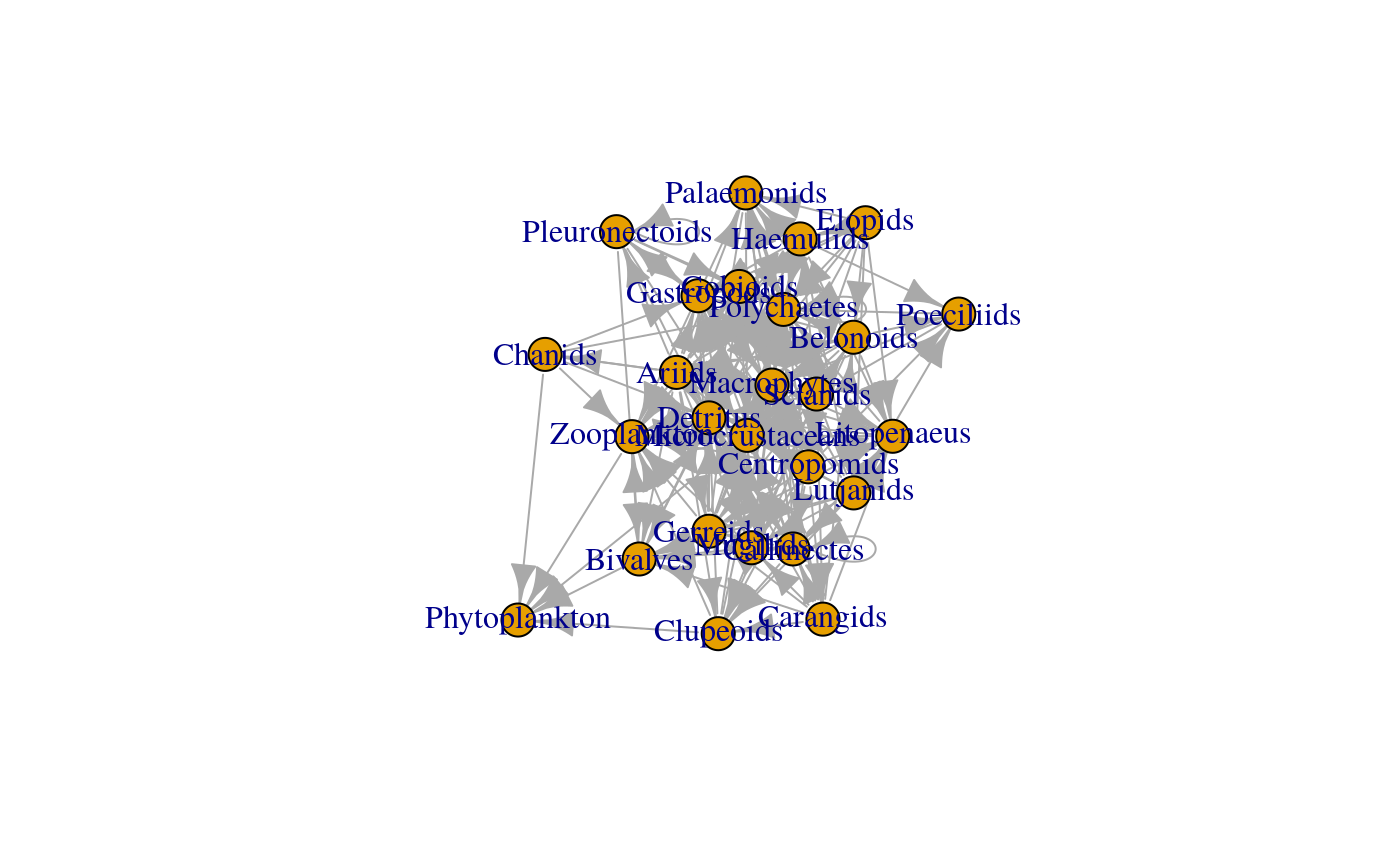 Palaemonids
Elopids
Pleuronectoids
Haemulids
Gobioids
Gastropods
Polychaetes
Poeciliids
Belonoids
Chanids
Ariids
Macrophytes
Scianids
Detritus
Zooplankton
Microcrustaceans
Litopenaeus
Centropomids
Lutjanids
Gerreids
Mugilids
Callinectes
Bivalves
Phytoplankton
Clupeoids
Carangids